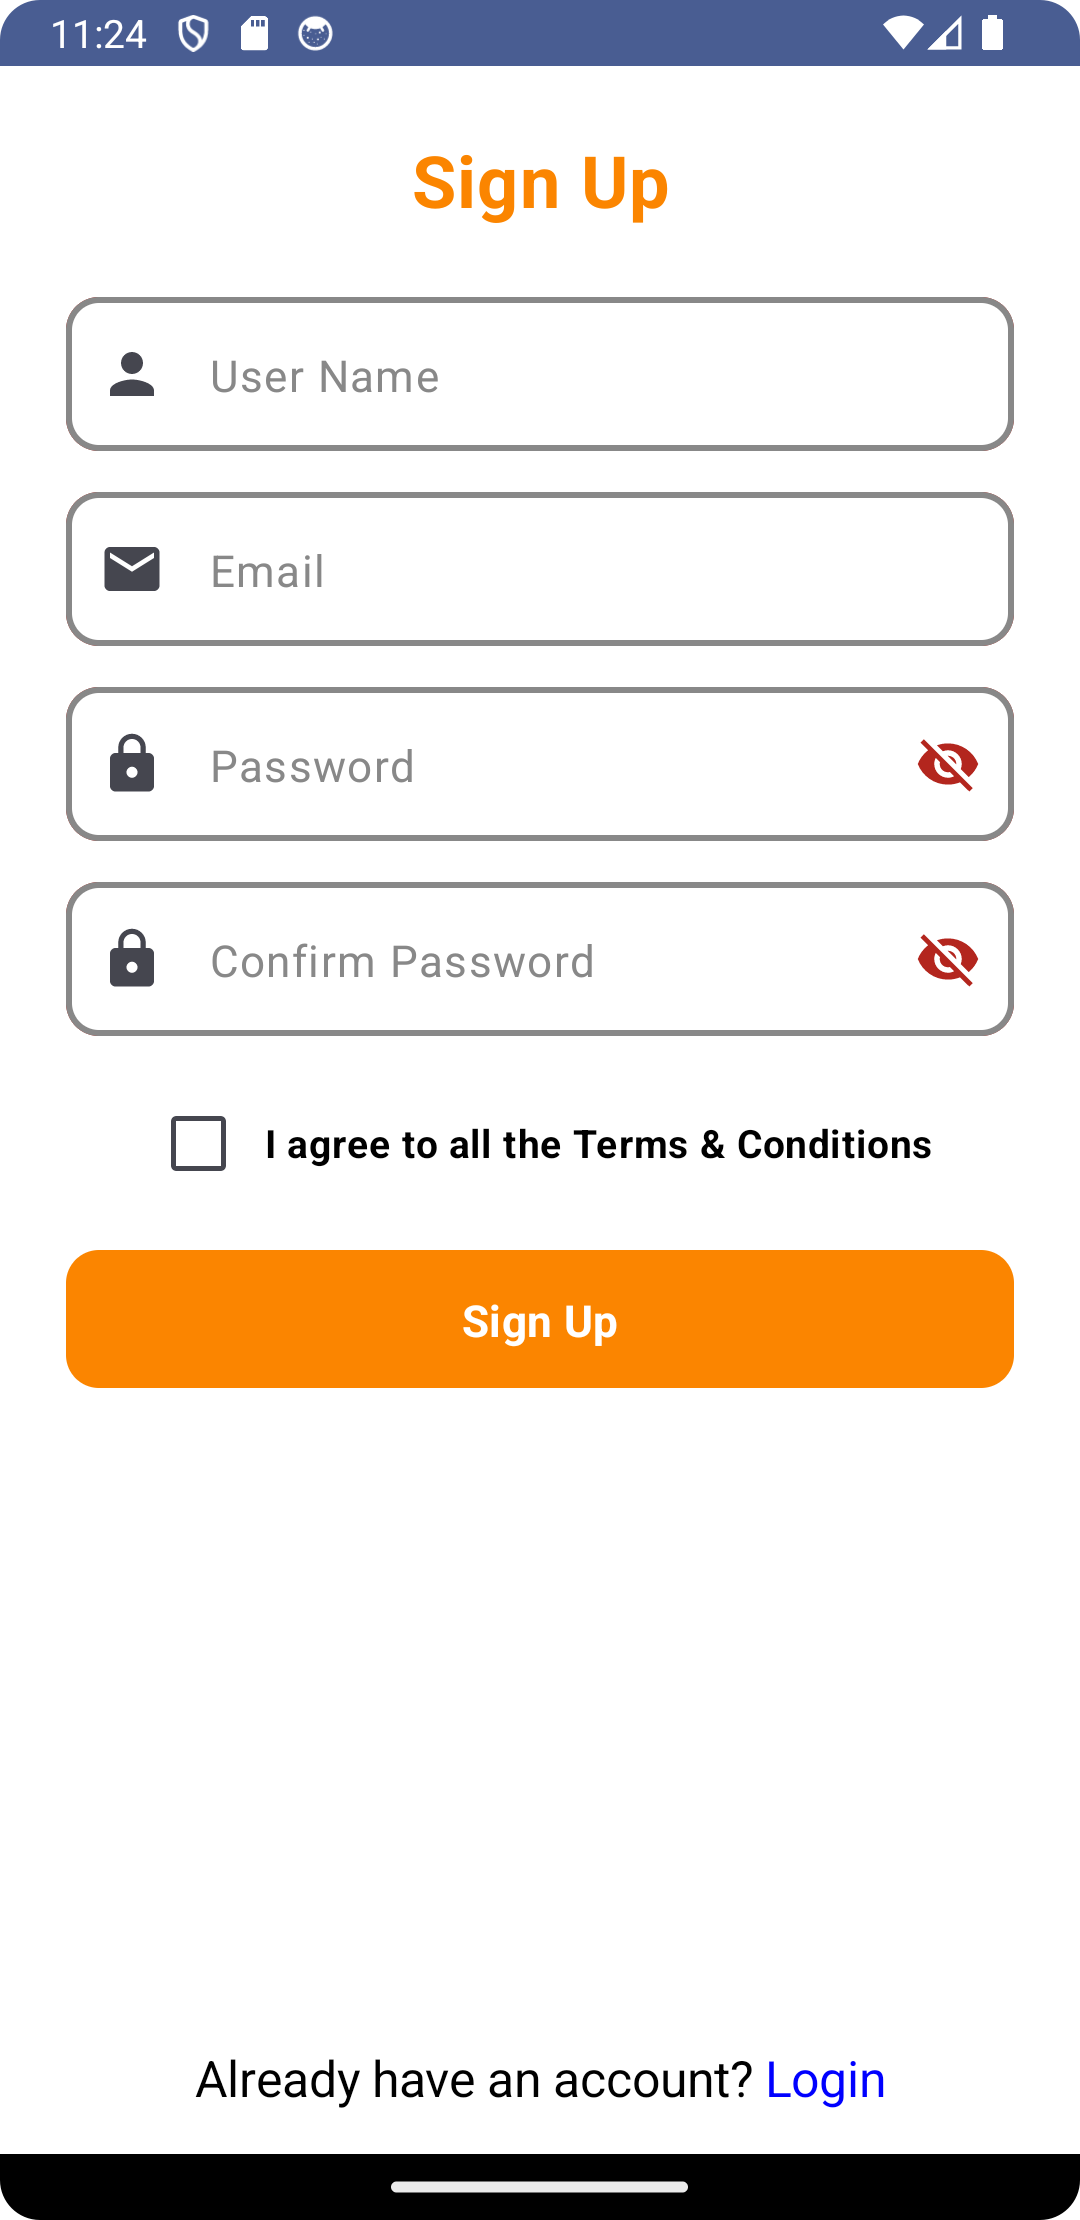 11:24
Sign Up
User Name
Email
Password
Confirm Password
I agree to all the Terms & Conditions
Sign Up
Already have an account? Login